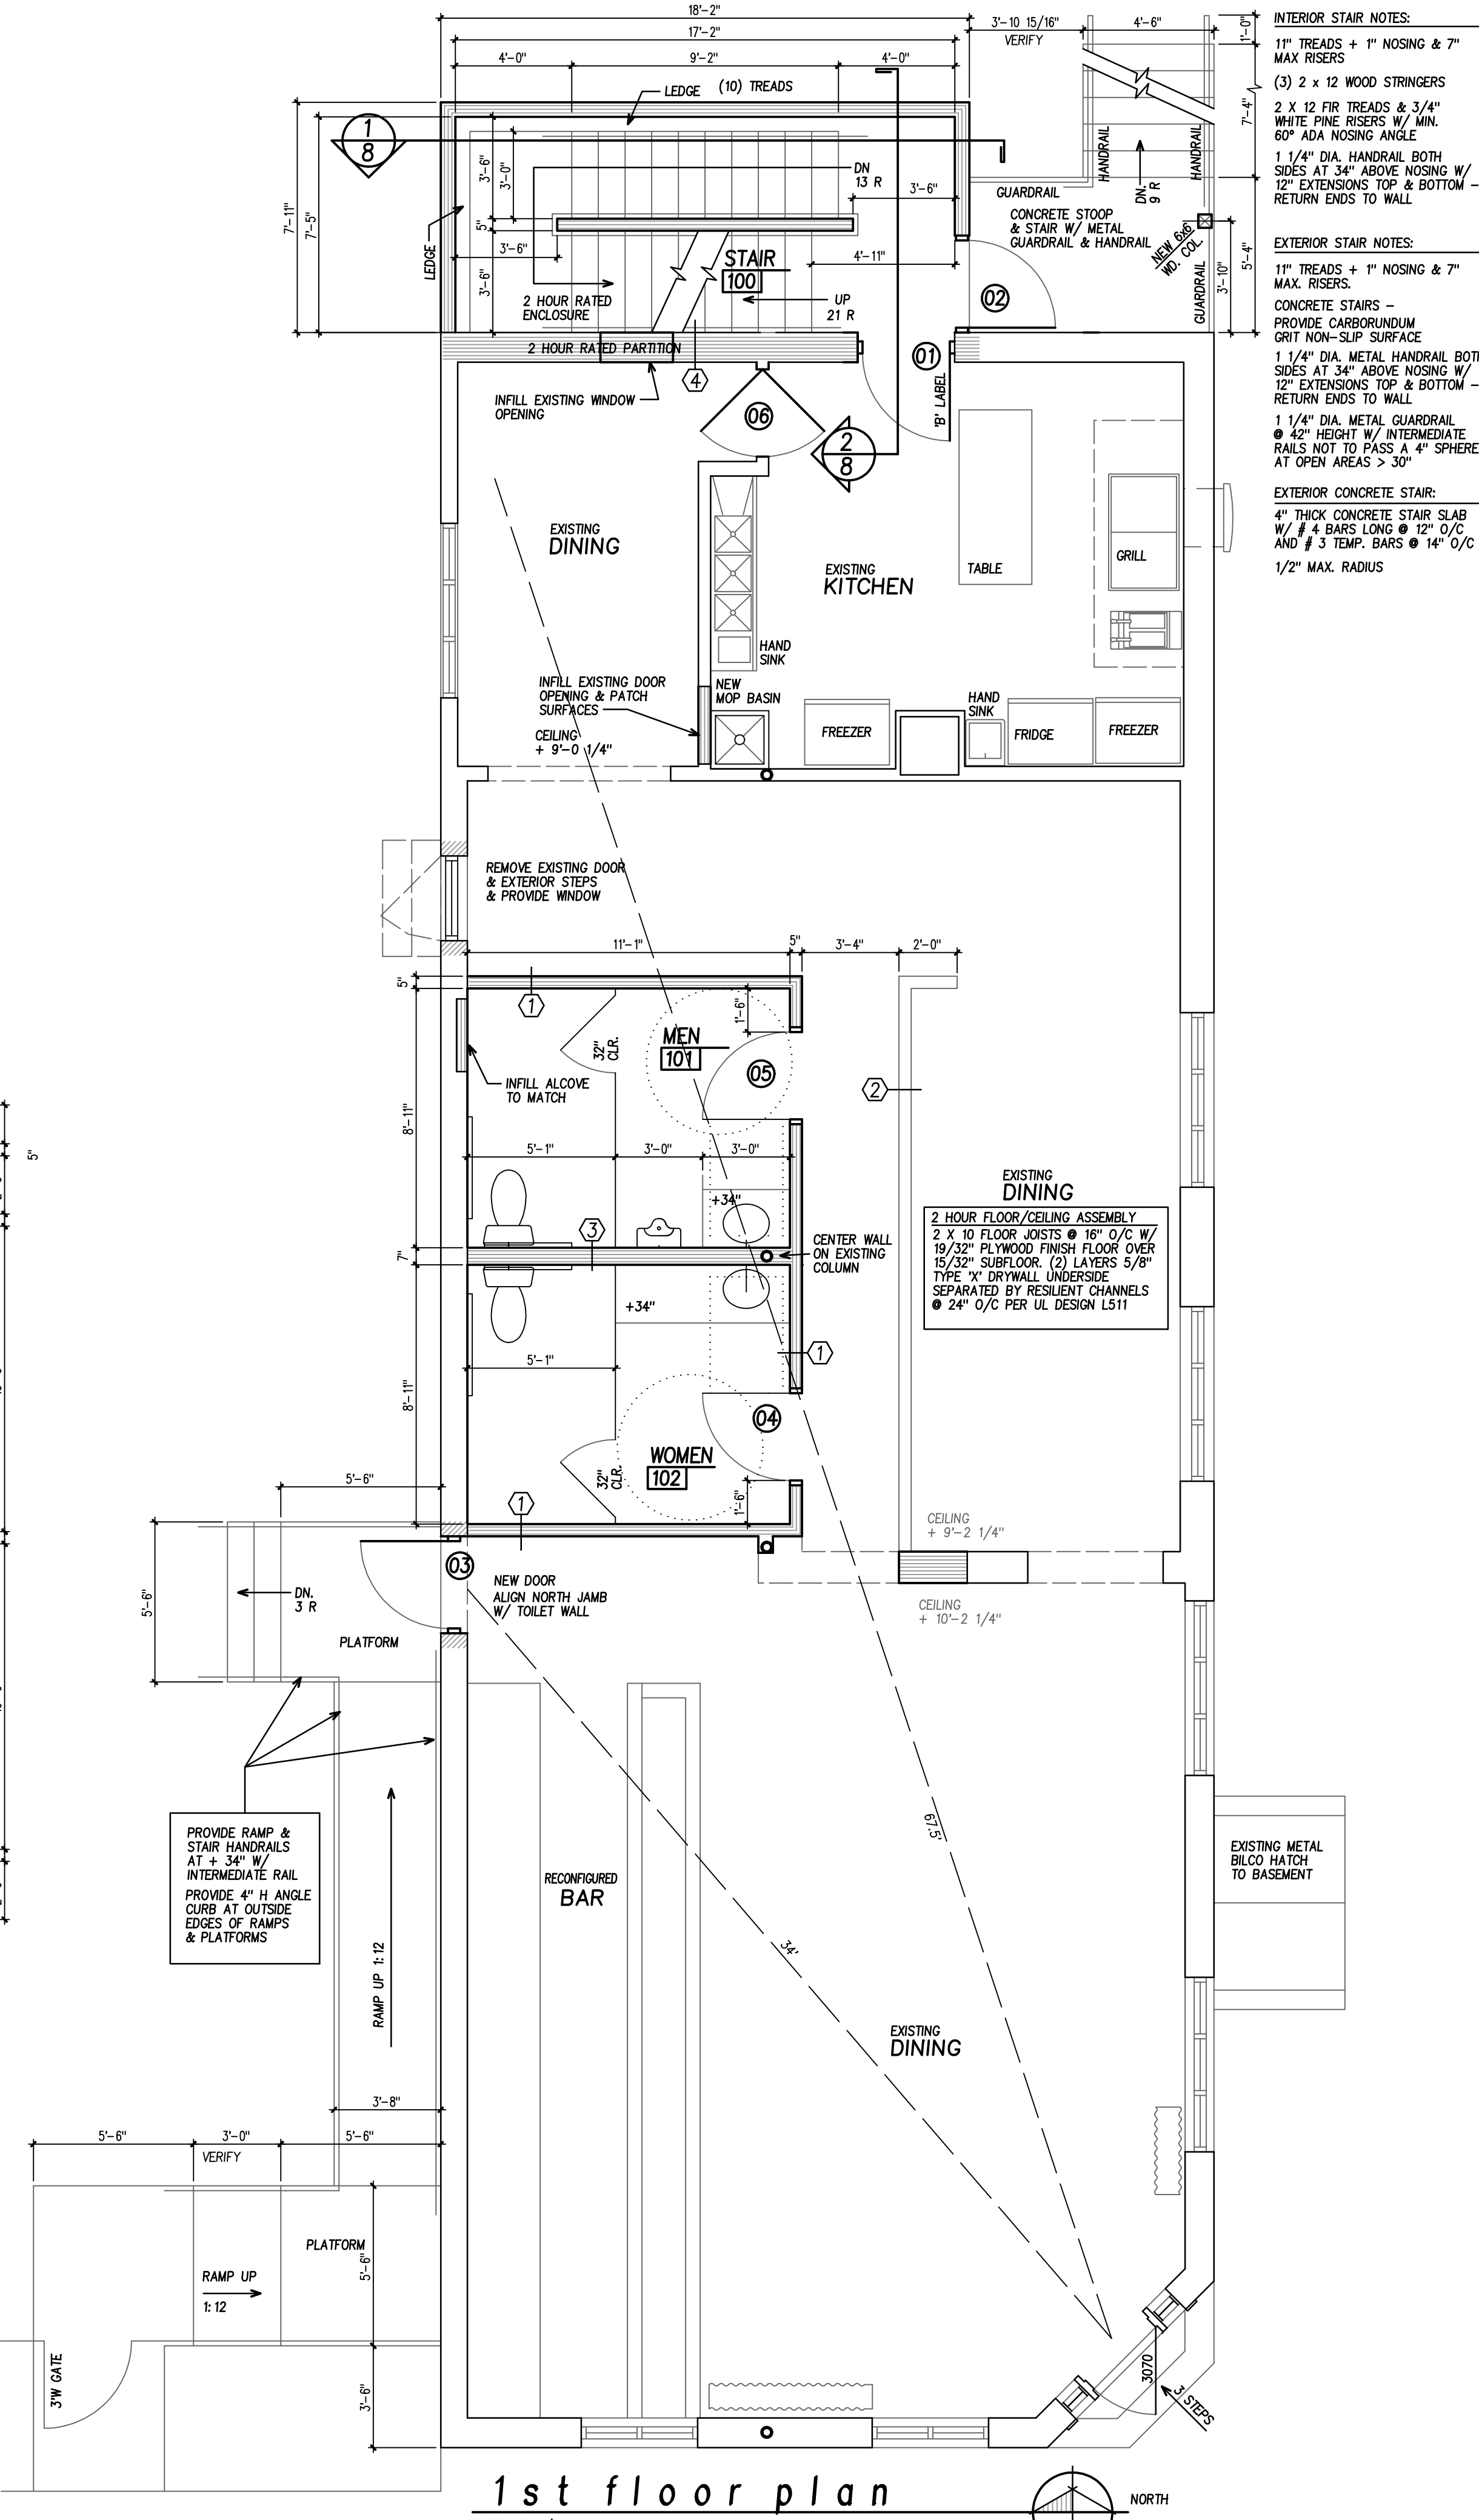 18'-2"
17'-2"
4'-0"
9'-2"
4'-0"
3'-10 15/16"
VERIFY
4'-6"
1'-0"
7'-4"
5'-4"
3'-10"
LEDGE (10) TREADS
1
8
7'-11"
7'-5"
3'-6"
3'-0"
5"
3'-6"
LEDGE
DN
13 R
3'-6"
3'-6"
STAIR
100
4'-11"
2 HOUR RATED
ENCLOSURE
UP
21 R
2 HOUR RATED PARTITION
4
INFILL EXISTING WINDOW
OPENING
GUARDRAIL
HANDRAIL
HANDRAIL
DN.
9 R
CONCRETE STOOP
& STAIR W/ METAL
GUARDRAIL & HANDRAIL
NEW 6x6
WD. COL.
GUARDRAIL
02
01
'B' LABEL
06
2
8
INTERIOR STAIR NOTES:
11" TREADS + 1" NOSING & 7"
MAX RISERS
(3) 2 x 12 WOOD STRINGERS
2 X 12 FIR TREADS & 3/4"
WHITE PINE RISERS W/ MIN.
60° ADA NOSING ANGLE
1 1/4" DIA. HANDRAIL BOTH
SIDES AT 34" ABOVE NOSING W/
12" EXTENSIONS TOP & BOTTOM –
RETURN ENDS TO WALL
EXTERIOR STAIR NOTES:
11" TREADS + 1" NOSING & 7"
MAX. RISERS.
CONCRETE STAIRS –
PROVIDE CARBORUNDUM
GRIT NON-SLIP SURFACE
1 1/4" DIA. METAL HANDRAIL BOTH
SIDES AT 34" ABOVE NOSING W/
12" EXTENSIONS TOP & BOTTOM –
RETURN ENDS TO WALL
1 1/4" DIA. METAL GUARDRAIL
@ 42" HEIGHT W/ INTERMEDIATE
RAILS NOT TO PASS A 4" SPHERE
AT OPEN AREAS > 30"
EXTERIOR CONCRETE STAIR:
4" THICK CONCRETE STAIR SLAB
W/ # 4 BARS LONG @ 12" O/C
AND # 3 TEMP. BARS @ 14" O/C
1/2" MAX. RADIUS
EXISTING
DINING
EXISTING
KITCHEN
TABLE
GRILL
HAND
SINK
INFILL EXISTING DOOR
OPENING & PATCH
SURFACES
CEILING
+ 9'-0 1/4"
NEW
MOP BASIN
FREEZER
HAND
SINK
FRIDGE
FREEZER
REMOVE EXISTING DOOR
& EXTERIOR STEPS
& PROVIDE WINDOW
11'-1"
5"
3'-4"
2'-0"
5"
1
1'-6"
MEN
101
32"
CLR.
05
2
INFILL ALCOVE
TO MATCH
8'-11"
5'-1"
3'-0"
3'-0"
+34"
3
7"
CENTER WALL
ON EXISTING
COLUMN
EXISTING
DINING
2 HOUR FLOOR/CEILING ASSEMBLY
2 X 10 FLOOR JOISTS @ 16" O/C W/
19/32" PLYWOOD FINISH FLOOR OVER
15/32" SUBFLOOR. (2) LAYERS 5/8"
TYPE 'X' DRYWALL UNDERSIDE
SEPARATED BY RESILIENT CHANNELS
@ 24" O/C PER UL DESIGN L511
+34"
5'-1"
1
8'-11"
04
WOMEN
102
32"
CLR.
1'-6"
1
5"
5'-6"
CEILING
+ 9'-2 1/4"
CEILING
+ 10'-2 1/4"
03
NEW DOOR
ALIGN NORTH JAMB
W/ TOILET WALL
DN.
3 R
5'-6"
PLATFORM
PROVIDE RAMP &
STAIR HANDRAILS
AT + 34" W/
INTERMEDIATE RAIL
PROVIDE 4" H ANGLE
CURB AT OUTSIDE
EDGES OF RAMPS
& PLATFORMS
RAMP UP 1:12
RECONFIGURED
BAR
67.5'
34'
EXISTING METAL
BILCO HATCH
TO BASEMENT
EXISTING
DINING
3'-8"
5'-6"
3'-0"
5'-6"
VERIFY
PLATFORM
5'-6"
RAMP UP
1:12
3'W GATE
3'-6"
3070
3 STEPS
1st floor plan
NORTH